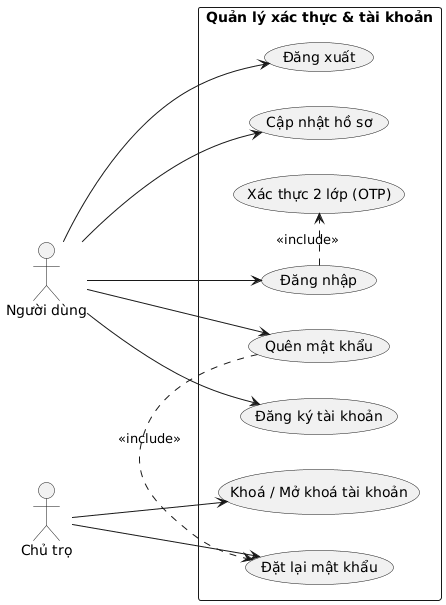 Quản lý xác thực & tài khoản
Đăng xuất
Cập nhật hồ sơ
Xác thực 2 lớp (OTP)
«include»
Đăng nhập
Người dùng
Quên mật khẩu
Đăng ký tài khoản
«include»
Khoá / Mở khoá tài khoản
Chủ trọ
Đặt lại mật khẩu